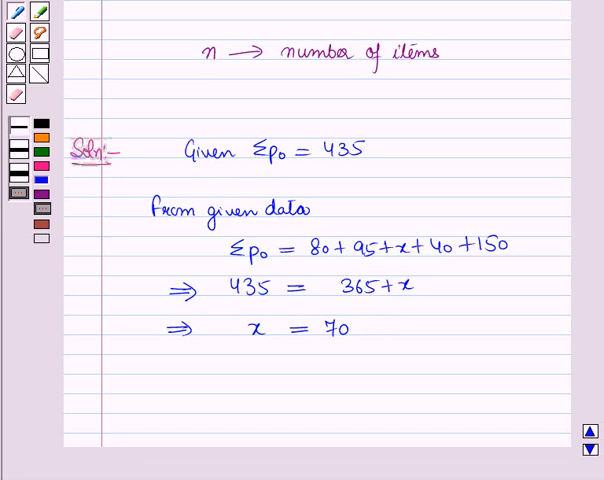 n → number of items
Soln:- Given Σp₀ = 435
From given data
Σp₀ = 80 + 95 + x + 40 + 150
⇒ 435 = 365 + x
⇒ x = 70